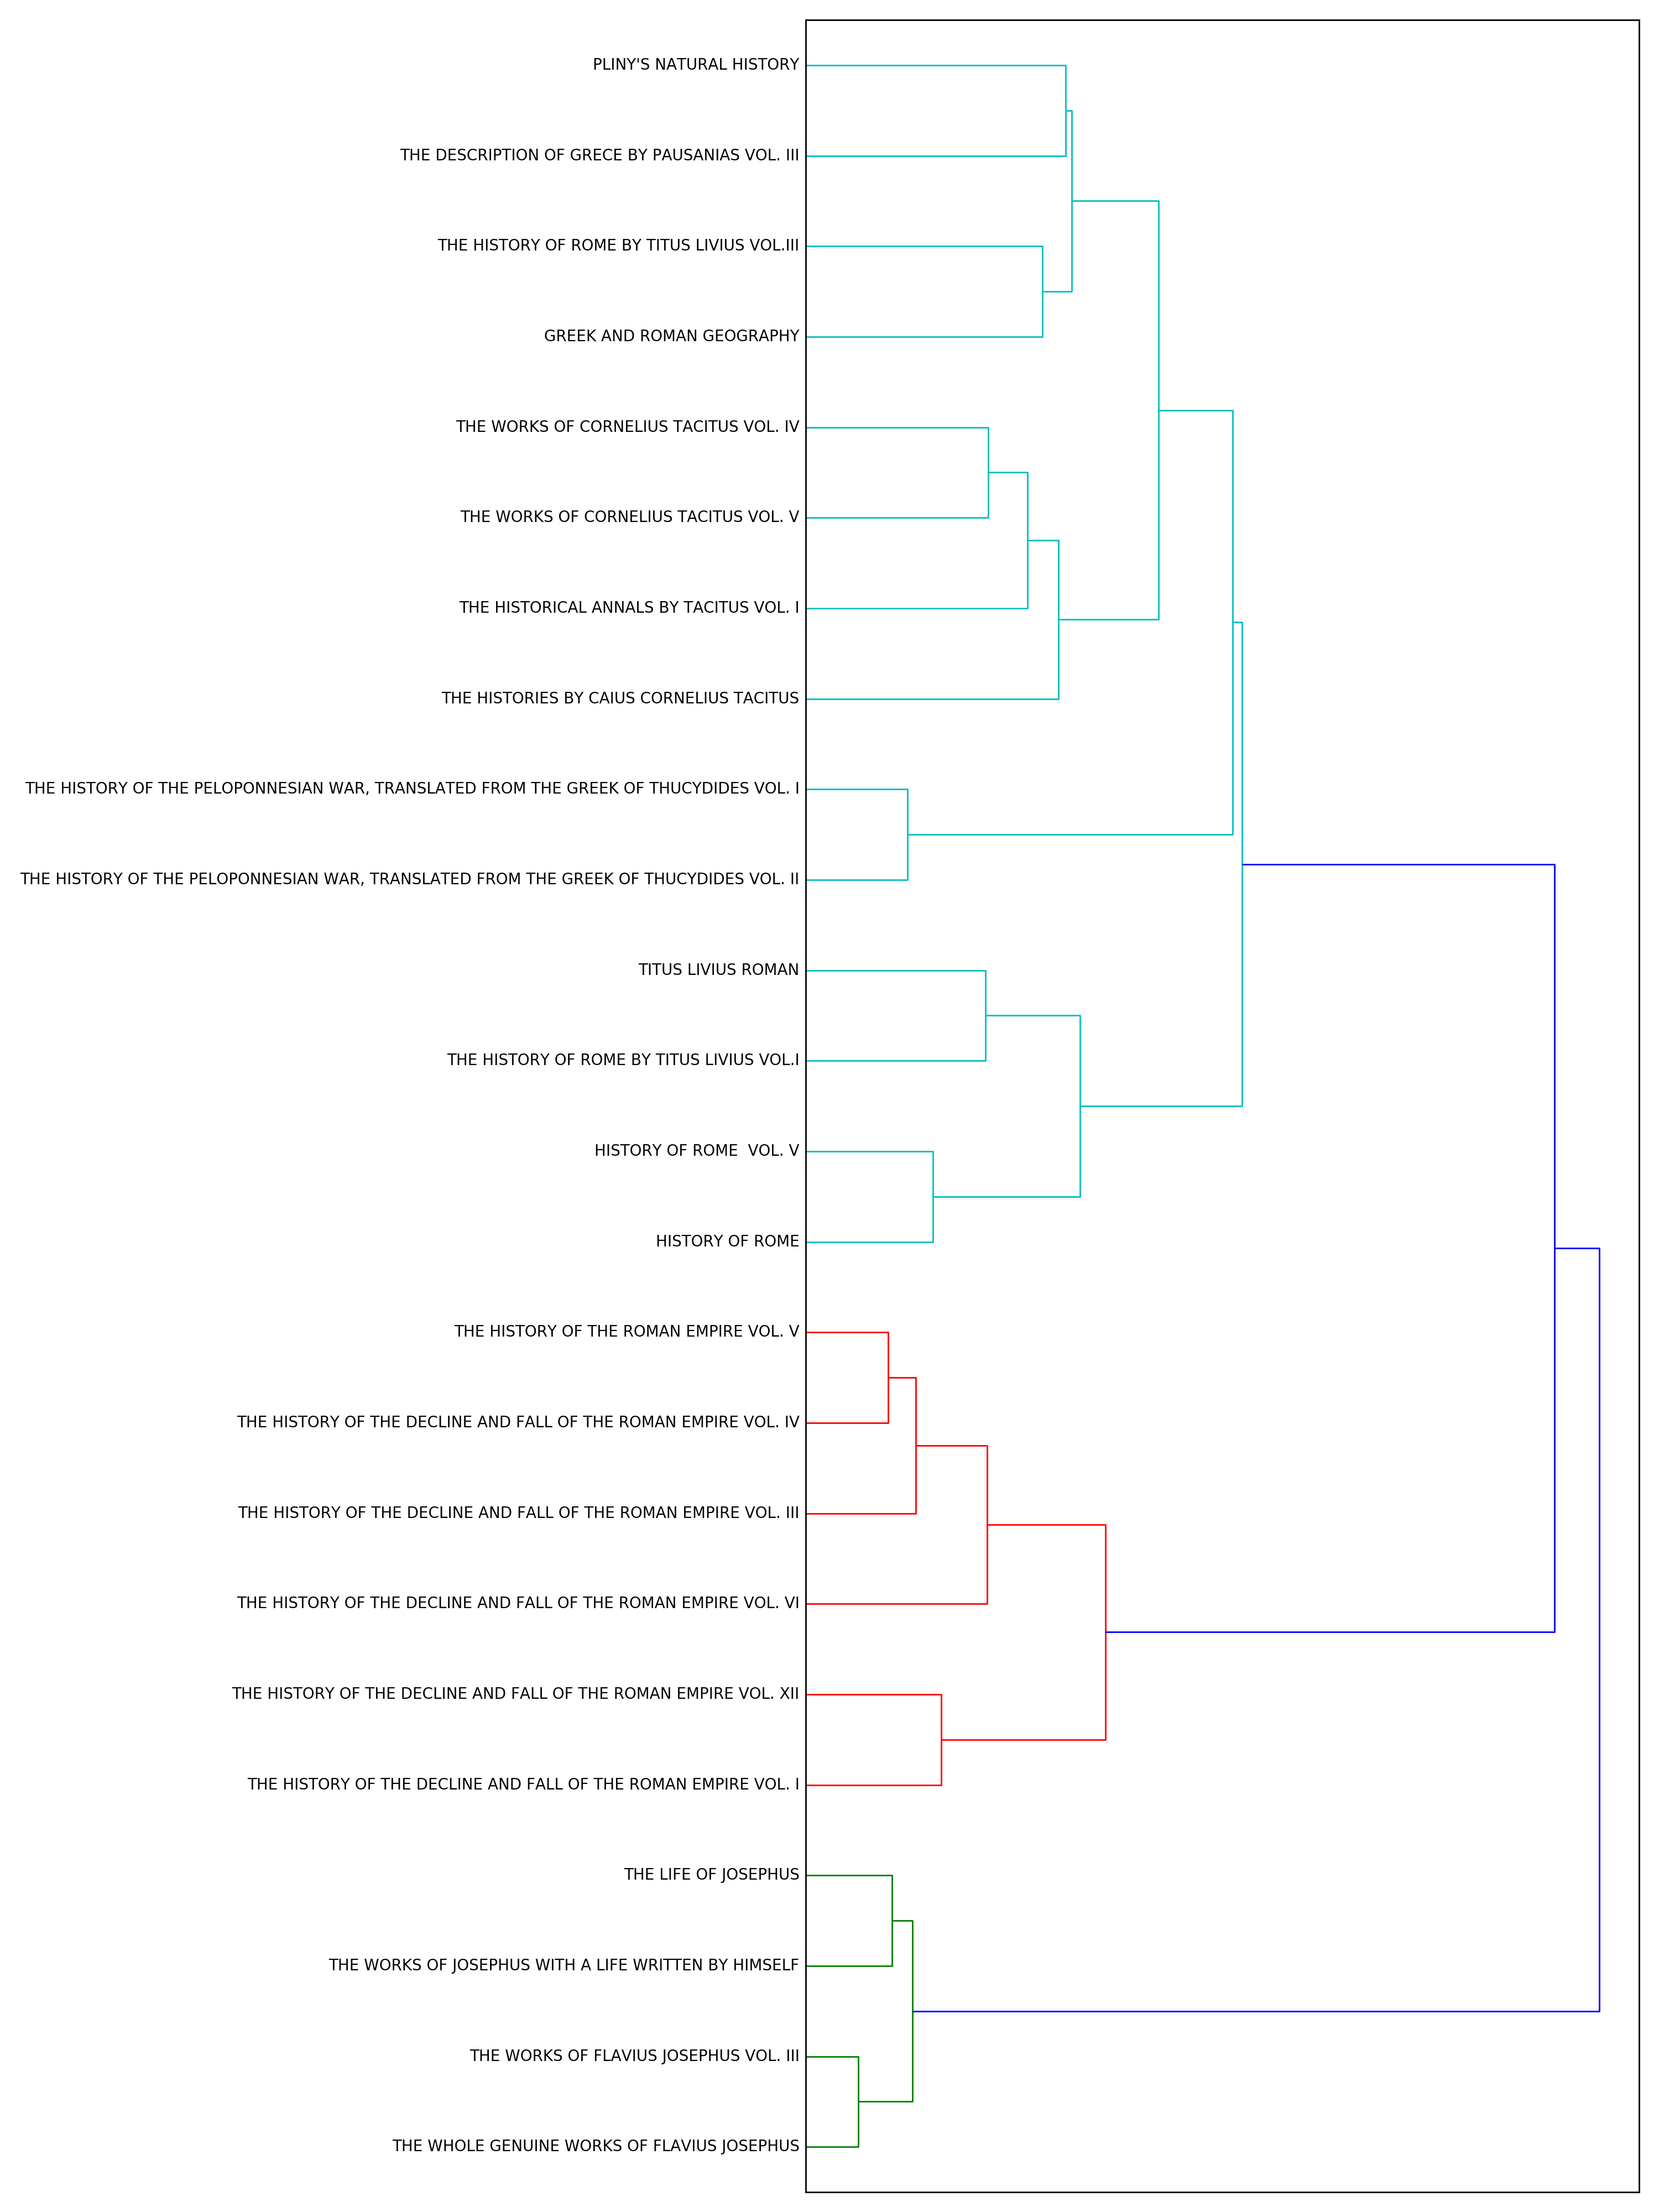 PLINY'S NATURAL HISTORY
THE DESCRIPTION OF GRECE BY PAUSANIAS VOL. III
THE HISTORY OF ROME BY TITUS LIVIUS VOL.III
GREEK AND ROMAN GEOGRAPHY
THE WORKS OF CORNELIUS TACITUS VOL. IV
THE WORKS OF CORNELIUS TACITUS VOL. V
THE HISTORICAL ANNALS BY TACITUS VOL. I
THE HISTORIES BY CAIUS CORNELIUS TACITUS
THE HISTORY OF THE PELOPONNESIAN WAR, TRANSLATED FROM THE GREEK OF THUCYDIDES VOL. I
THE HISTORY OF THE PELOPONNESIAN WAR, TRANSLATED FROM THE GREEK OF THUCYDIDES VOL. II
TITUS LIVIUS ROMAN
THE HISTORY OF ROME BY TITUS LIVIUS VOL.I
HISTORY OF ROME  VOL. V
HISTORY OF ROME
THE HISTORY OF THE ROMAN EMPIRE VOL. V
THE HISTORY OF THE DECLINE AND FALL OF THE ROMAN EMPIRE VOL. IV
THE HISTORY OF THE DECLINE AND FALL OF THE ROMAN EMPIRE VOL. III
THE HISTORY OF THE DECLINE AND FALL OF THE ROMAN EMPIRE VOL. VI
THE HISTORY OF THE DECLINE AND FALL OF THE ROMAN EMPIRE VOL. XII
THE HISTORY OF THE DECLINE AND FALL OF THE ROMAN EMPIRE VOL. I
THE LIFE OF JOSEPHUS
THE WORKS OF JOSEPHUS WITH A LIFE WRITTEN BY HIMSELF
THE WORKS OF FLAVIUS JOSEPHUS VOL. III
THE WHOLE GENUINE WORKS OF FLAVIUS JOSEPHUS